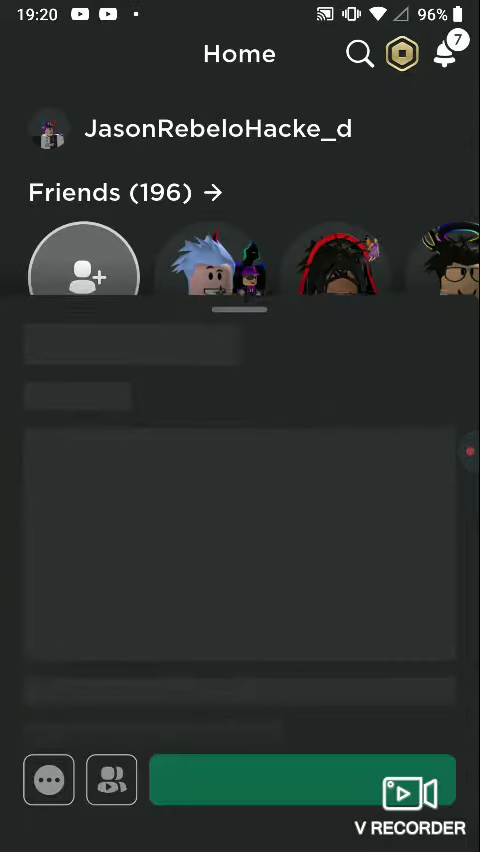 19:20 96%
Home
7
JasonRebeloHacke_d
Friends (196) →
V RECORDER